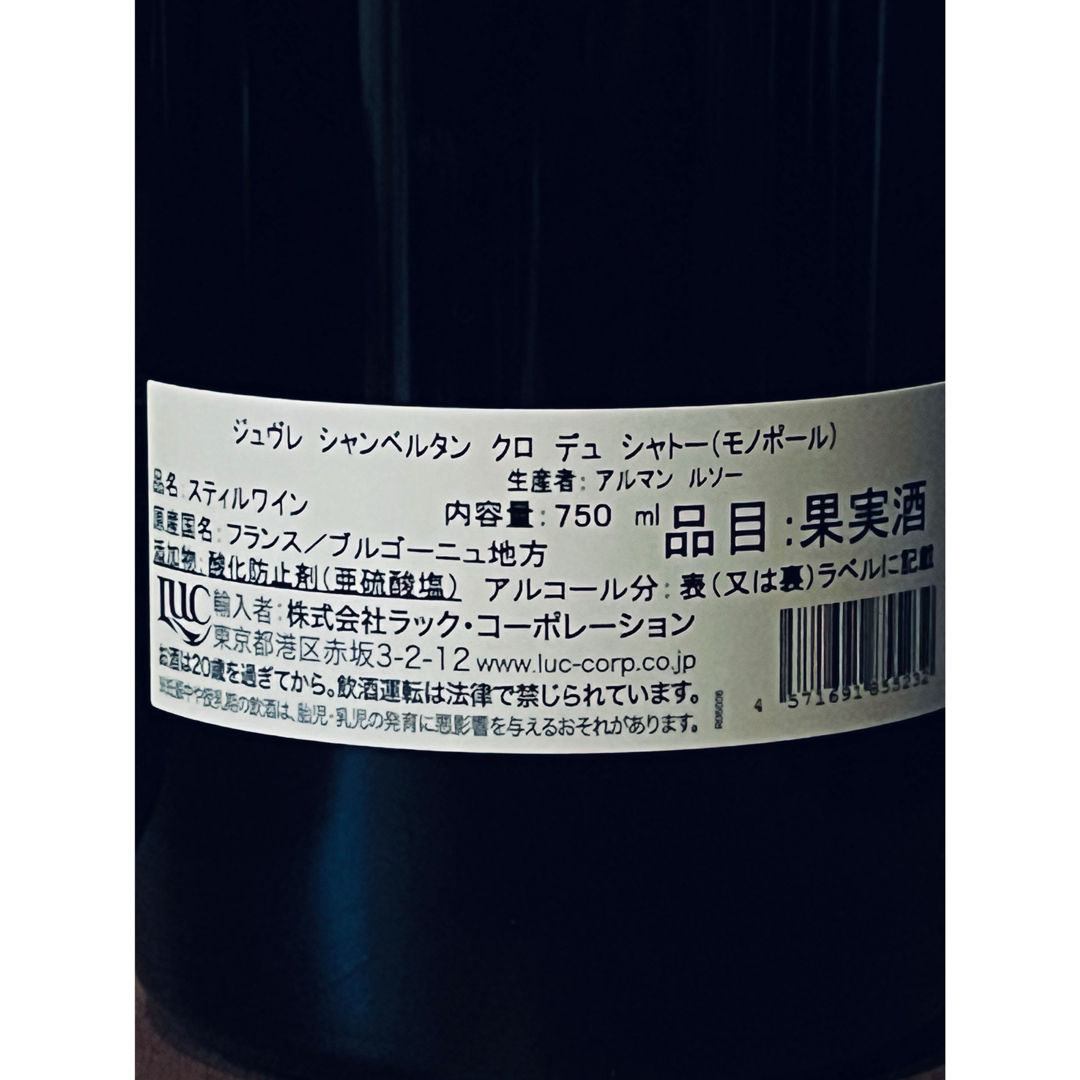 ジュヴレ シャンベルタン クロ デュ シャトー(モノポール)
生産者:アルマン ルソー
品名:スティルワイン
内容量:750 ml
品目:果実酒
原産国名:フランス/ブルゴーニュ地方
添加物:酸化防止剤(亜硫酸塩)
アルコール分:表(又は裏)ラベルに記載
LUC
輸入者:株式会社ラック・コーポレーション
東京都港区赤坂3-2-12 www.luc-corp.co.jp
お酒は20歳を過ぎてから。飲酒運転は法律で禁じられています。
妊娠中や授乳期の飲酒は、胎児・乳児の発育に悪影響を与えるおそれがあります。
4 571691 855232